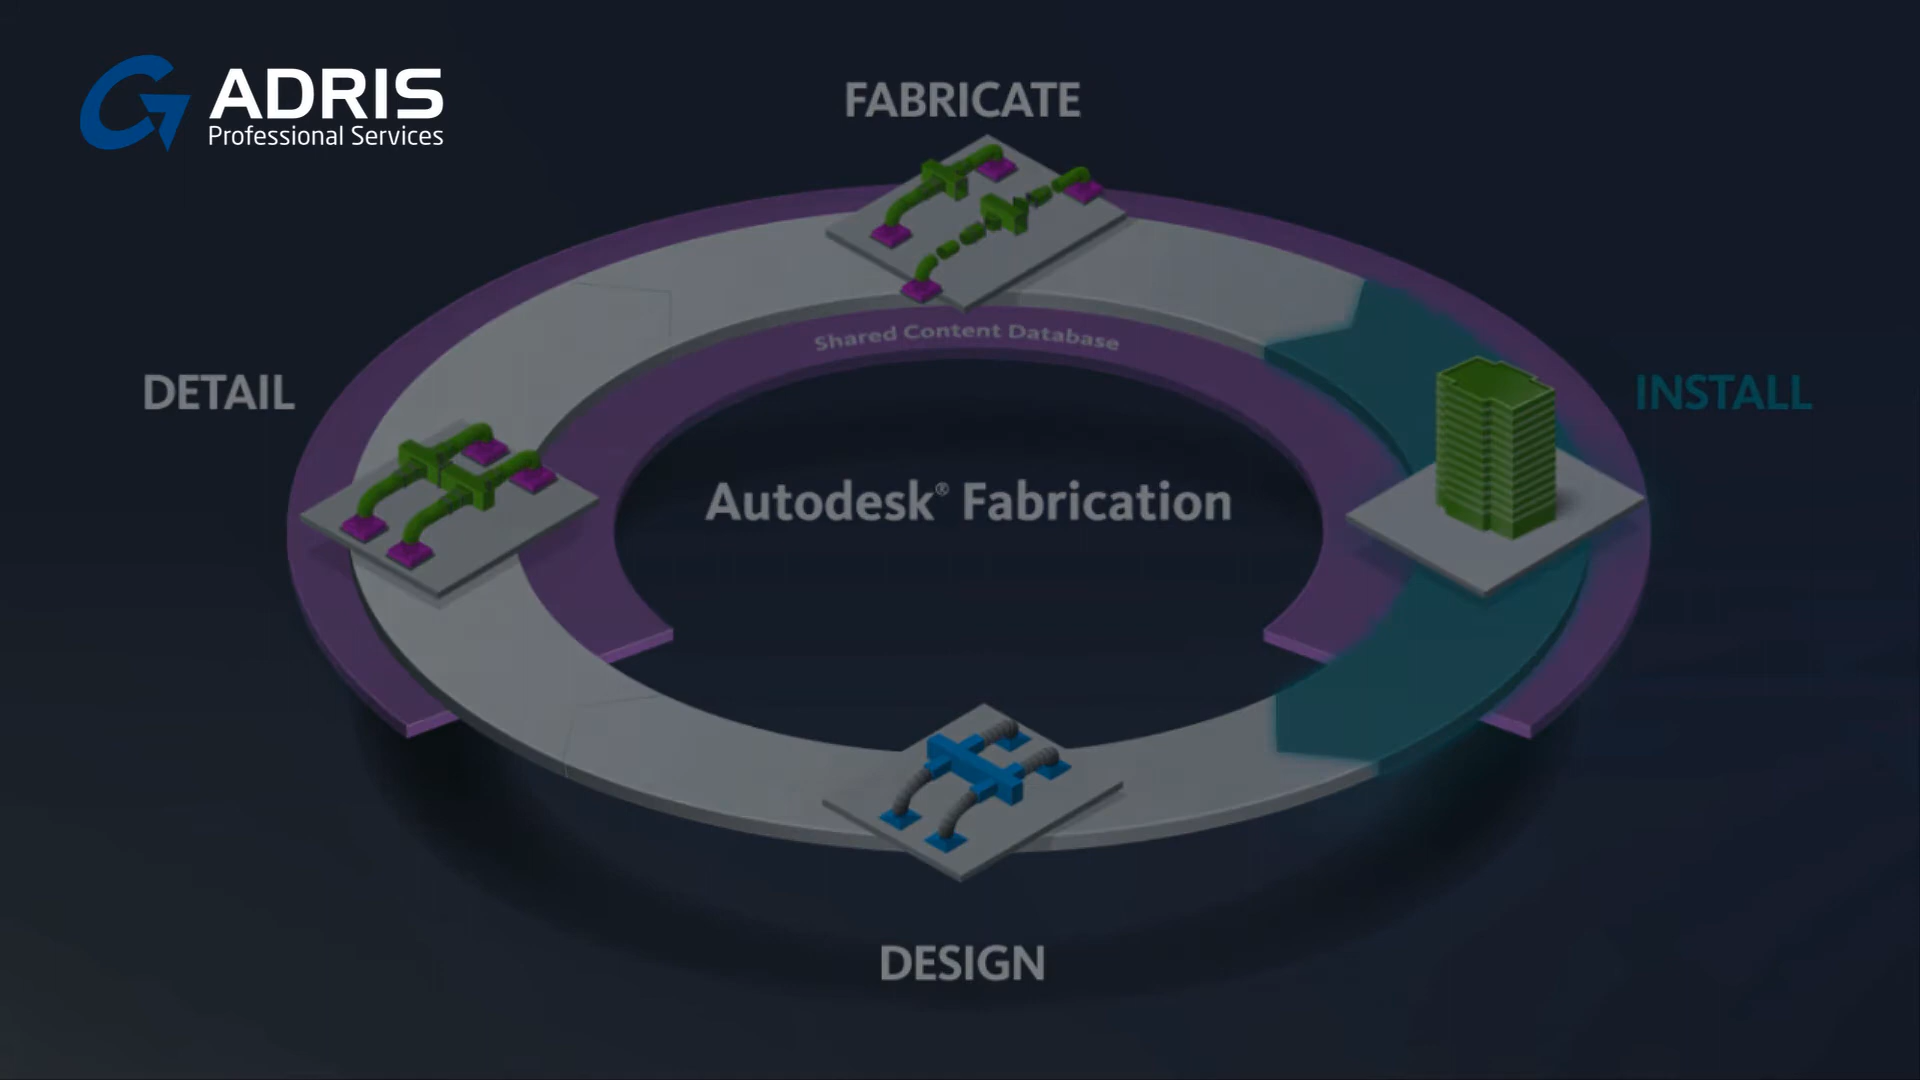 ADRIS
Professional Services
FABRICATE
Shared Content Database
DETAIL
INSTALL
Autodesk® Fabrication
DESIGN